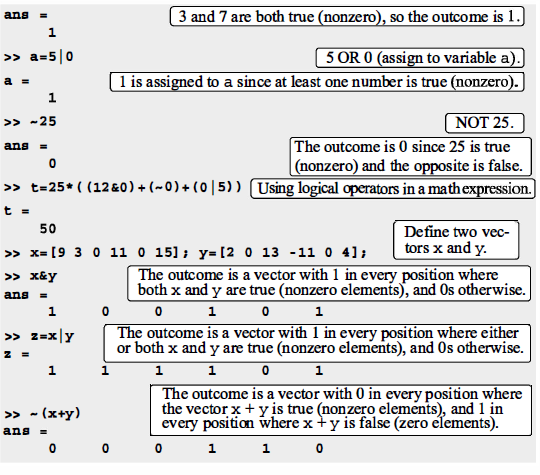 ans =
3 and 7 are both true (nonzero), so the outcome is 1.
1
>> a=5|0
5 OR 0 (assign to variable a).
a =
1 is assigned to a since at least one number is true (nonzero).
1
>> ~25
NOT 25.
ans =
The outcome is 0 since 25 is true
(nonzero) and the opposite is false.
0
>> t=25*((12&0)+(~0)+(0|5))
Using logical operators in a math expression.
t =
50
Define two vec-
tors x and y.
>> x=[9 3 0 11 0 15]; y=[2 0 13 -11 0 4];
>> x&y
The outcome is a vector with 1 in every position where
both x and y are true (nonzero elements), and 0s otherwise.
ans =
1 0 0 1 0 1
>> z=x|y
The outcome is a vector with 1 in every position where either
or both x and y are true (nonzero elements), and 0s otherwise.
z =
1 1 1 1 0 1
The outcome is a vector with 0 in every position where
the vector x + y is true (nonzero elements), and 1 in
every position where x + y is false (zero elements).
>> ~(x+y)
ans =
0 0 0 1 1 0